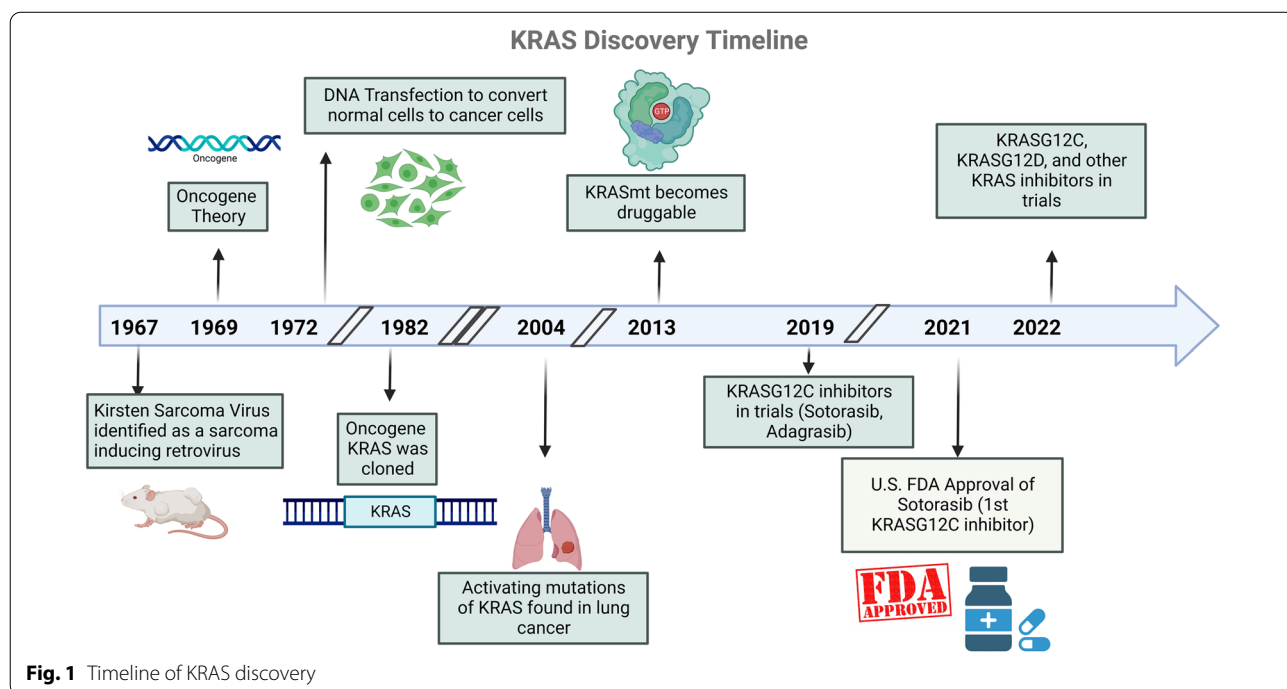 KRAS Discovery Timeline
Oncogene
Oncogene
Theory
DNA Transfection to convert
normal cells to cancer cells
GTP
KRASmt becomes
druggable
KRASG12C,
KRASG12D, and other
KRAS inhibitors in
trials
1967 1969 1972 1982 2004 2013 2019 2021 2022
Kirsten Sarcoma Virus
identified as a sarcoma
inducing retrovirus
Oncogene
KRAS was
cloned
KRAS
Activating mutations
of KRAS found in lung
cancer
KRASG12C inhibitors
in trials (Sotorasib,
Adagrasib)
U.S. FDA Approval of
Sotorasib (1st
KRASG12C inhibitor)
FDA
APPROVED
Fig. 1 Timeline of KRAS discovery